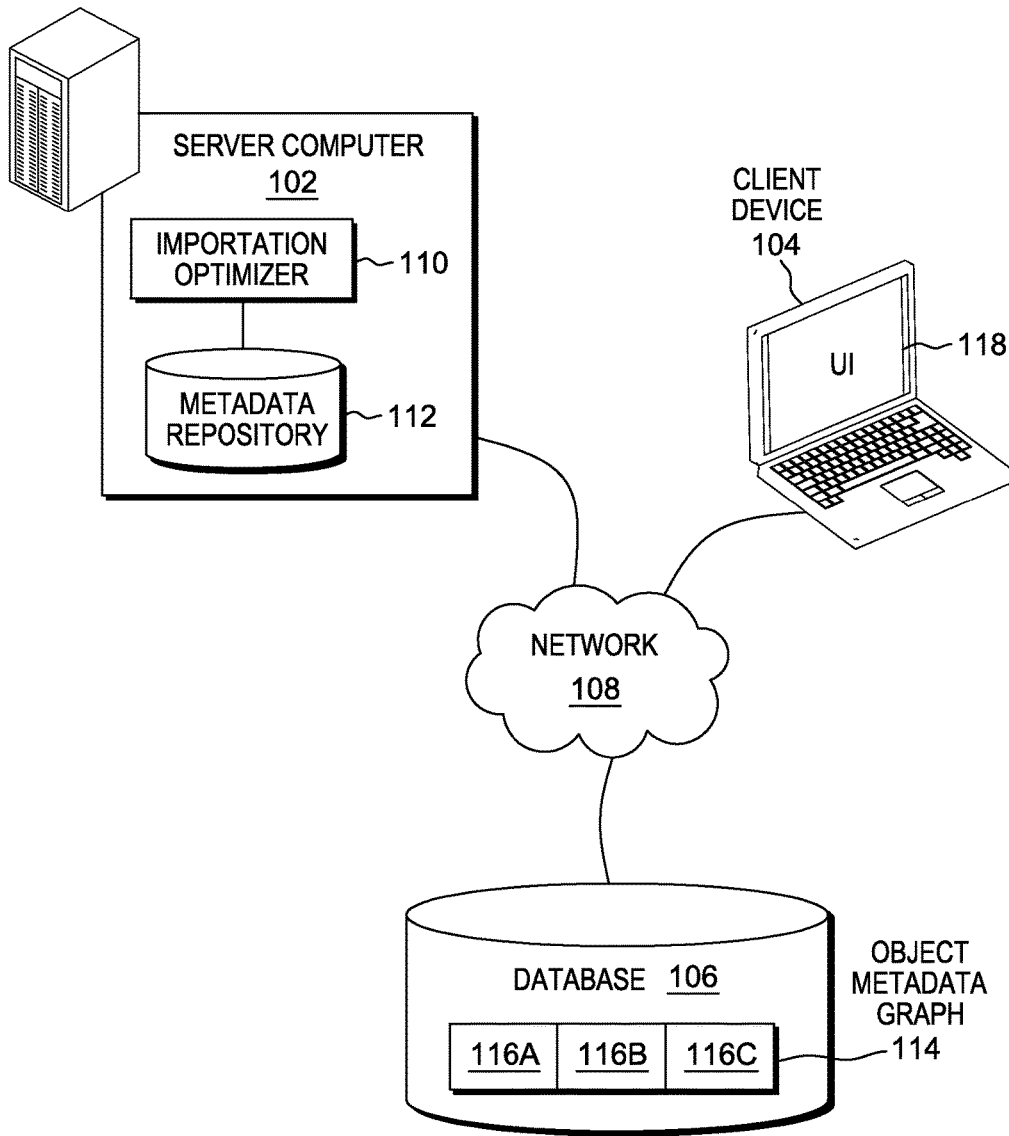 SERVER COMPUTER
102
IMPORTATION
OPTIMIZER
110
METADATA
REPOSITORY
112
CLIENT
DEVICE
104
UI
118
NETWORK
108
DATABASE 106
116A 116B 116C
OBJECT
METADATA
GRAPH
114